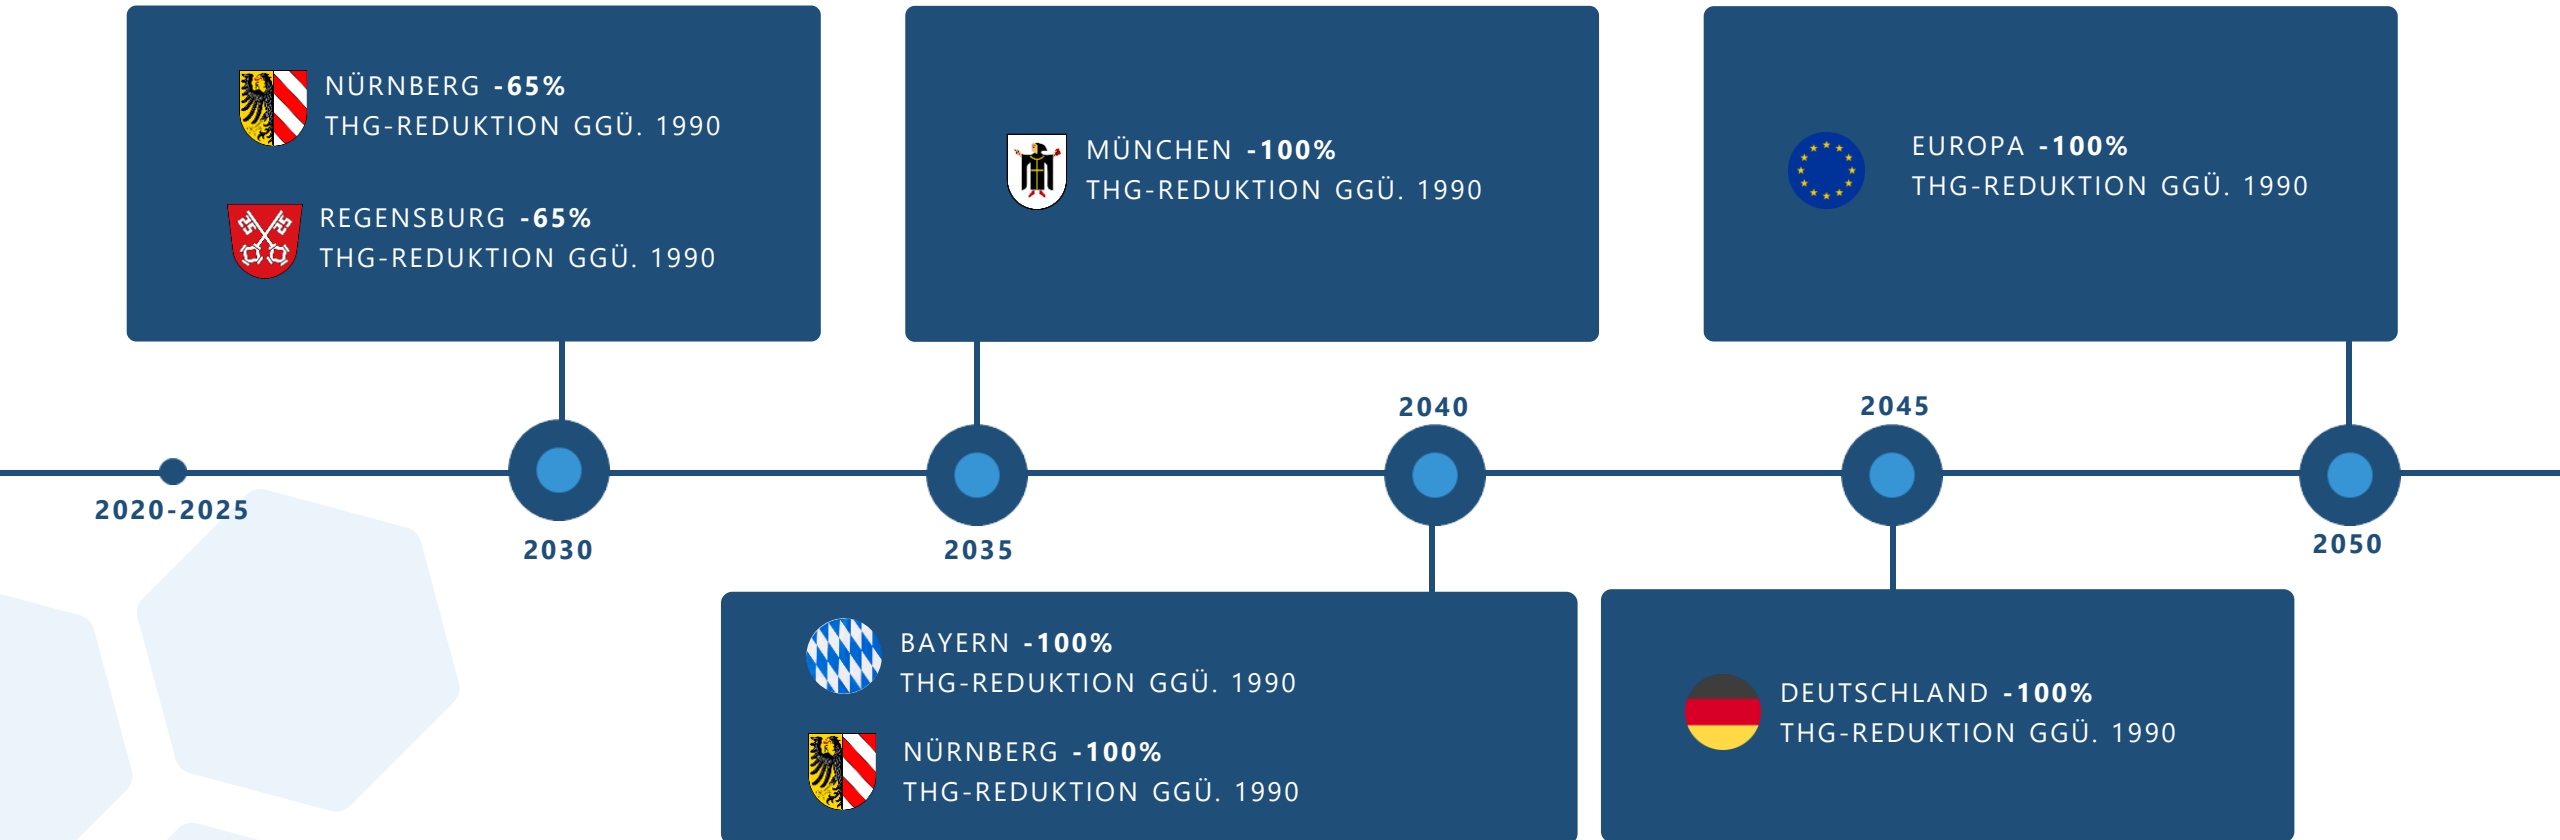 NÜRNBERG -65%
THG-REDUKTION GGÜ. 1990
REGENSBURG -65%
THG-REDUKTION GGÜ. 1990
MÜNCHEN -100%
THG-REDUKTION GGÜ. 1990
EUROPA -100%
THG-REDUKTION GGÜ. 1990
2020-2025
2030
2035
2040
2045
2050
BAYERN -100%
THG-REDUKTION GGÜ. 1990
NÜRNBERG -100%
THG-REDUKTION GGÜ. 1990
DEUTSCHLAND -100%
THG-REDUKTION GGÜ. 1990